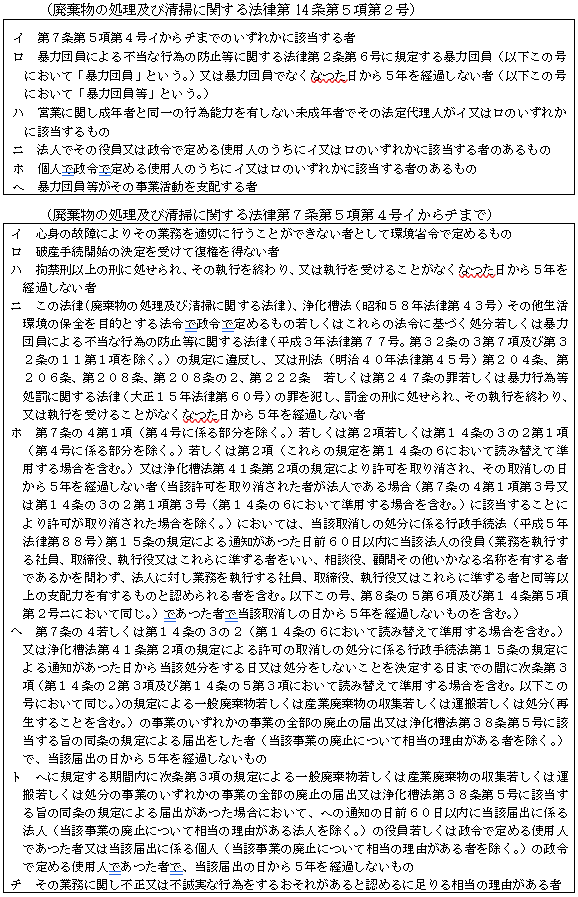 (廃棄物の処理及び清掃に関する法律第14条第5項第2号)
イ　第7条第5項第4号イからチまでのいずれかに該当する者
ロ　暴力団員による不当な行為の防止等に関する法律第2条第6号に規定する暴力団員（以下この号
において「暴力団員」という。）又は暴力団員でなくなつた日から5年を経過しない者（以下この号
において「暴力団員等」という。）
ハ　営業に関し成年者と同一の行為能力を有しない未成年者でその法定代理人がイ又はロのいずれか
に該当するもの
ニ　法人でその役員又は政令で定める使用人のうちにイ又はロのいずれかに該当する者のあるもの
ホ　個人で政令で定める使用人のうちにイ又はロのいずれかに該当する者のあるもの
ヘ　暴力団員等がその事業活動を支配する者
(廃棄物の処理及び清掃に関する法律第7条第5項第4号イからチまで)
イ　心身の故障によりその業務を適切に行うことができない者として環境省令で定めるもの
ロ　破産手続開始の決定を受けて復権を得ない者
ハ　拘禁刑以上の刑に処せられ、その執行を終わり、又は執行を受けることがなくなつた日から5年を
経過しない者
ニ　この法律(廃棄物の処理及び清掃に関する法律)、浄化槽法（昭和58年法律第43号）その他生活
環境の保全を目的とする法令で政令で定めるもの若しくはこれらの法令に基づく処分若しくは暴力
団員による不当な行為の防止等に関する法律（平成3年法律第77号。第32条の3第7項及び第3
2条の11第1項を除く。）の規定に違反し、又は刑法（明治40年法律第45号）第204条、第
206条、第208条、第208条の2、第222条　若しくは第247条の罪若しくは暴力行為等
処罰に関する法律（大正15年法律第60号）の罪を犯し、罰金の刑に処せられ、その執行を終わり、
又は執行を受けることがなくなつた日から5年を経過しない者
ホ　第7条の4第1項（第4号に係る部分を除く。）若しくは第2項若しくは第14条の3の2第1項
（第4号に係る部分を除く。）若しくは第2項（これらの規定を第14条の6において読み替えて準
用する場合を含む。）又は浄化槽法第41条第2項の規定により許可を取り消され、その取消しの日
から5年を経過しない者（当該許可を取り消された者が法人である場合（第7条の4第1項第3号又
は第14条の3の2第1項第3号（第14条の6において準用する場合を含む。）に該当することに
より許可が取り消された場合を除く。）においては、当該取消しの処分に係る行政手続法（平成5年
法律第88号）第15条の規定による通知があつた日前60日以内に当該法人の役員（業務を執行す
る社員、取締役、執行役又はこれらに準ずる者をいい、相談役、顧問その他いかなる名称を有する者
であるかを問わず、法人に対し業務を執行する社員、取締役、執行役又はこれらに準ずる者と同等以
上の支配力を有するものと認められる者を含む。以下この号、第8条の5第6項及び第14条第5項
第2号ニにおいて同じ。）であつた者で当該取消しの日から5年を経過しないものを含む。）
ヘ　第7条の4若しくは第14条の3の2（第14条の6において読み替えて準用する場合を含む。）
又は浄化槽法第41条第2項の規定による許可の取消しの処分に係る行政手続法第15条の規定に
よる通知があつた日から当該処分をする日又は処分をしないことを決定する日までの間に次条第3
項（第14条の2第3項及び第14条の5第3項において読み替えて準用する場合を含む。以下この
号において同じ。)の規定による一般廃棄物若しくは産業廃棄物の収集若しくは運搬若しくは処分(再
生することを含む。）の事業のいずれかの事業の全部の廃止の届出又は浄化槽法第38条第5号に該
当する旨の同条の規定による届出をした者（当該事業の廃止について相当の理由がある者を除く。）
で、当該届出の日から5年を経過しないもの
ト　ヘに規定する期間内に次条第3項の規定による一般廃棄物若しくは産業廃棄物の収集若しくは運
搬若しくは処分の事業のいずれかの事業の全部の廃止の届出又は浄化槽法第38条第5号に該当す
る旨の同条の規定による届出があつた場合において、ヘの通知の日前60日以内に当該届出に係る
法人（当該事業の廃止について相当の理由がある法人を除く。）の役員若しくは政令で定める使用人
であつた者又は当該届出に係る個人（当該事業の廃止について相当の理由がある者を除く。）の政令
で定める使用人であつた者で、当該届出の日から5年を経過しないもの
チ　その業務に関し不正又は不誠実な行為をするおそれがあると認めるに足りる相当の理由がある者